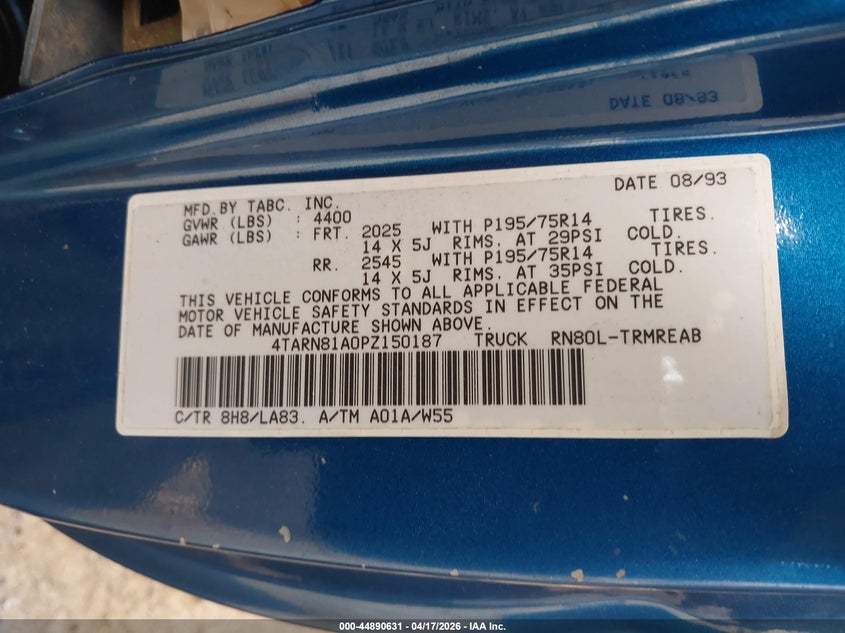 DATE 08/93
DATE 08/93
MFD.BY TABC. INC.
GVWR (LBS) : 4400
GAWR (LBS) : FRT. 2025 WITH P195/75R14 TIRES.
14 X 5J RIMS. AT 29PSI COLD.
RR. 2545 WITH P195/75R14 TIRES.
14 X 5J RIMS. AT 35PSI COLD.
THIS VEHICLE CONFORMS TO ALL APPLICABLE FEDERAL
MOTOR VEHICLE SAFETY STANDARDS IN EFFECT ON THE
DATE OF MANUFACTURE SHOWN ABOVE.
4TARN81A0PZ150187 TRUCK RN80L-TRMREAB
C/TR 8H8/LA83. A/TM A01A/W55
000-44890631 - 04/17/2026 - IAA Inc.